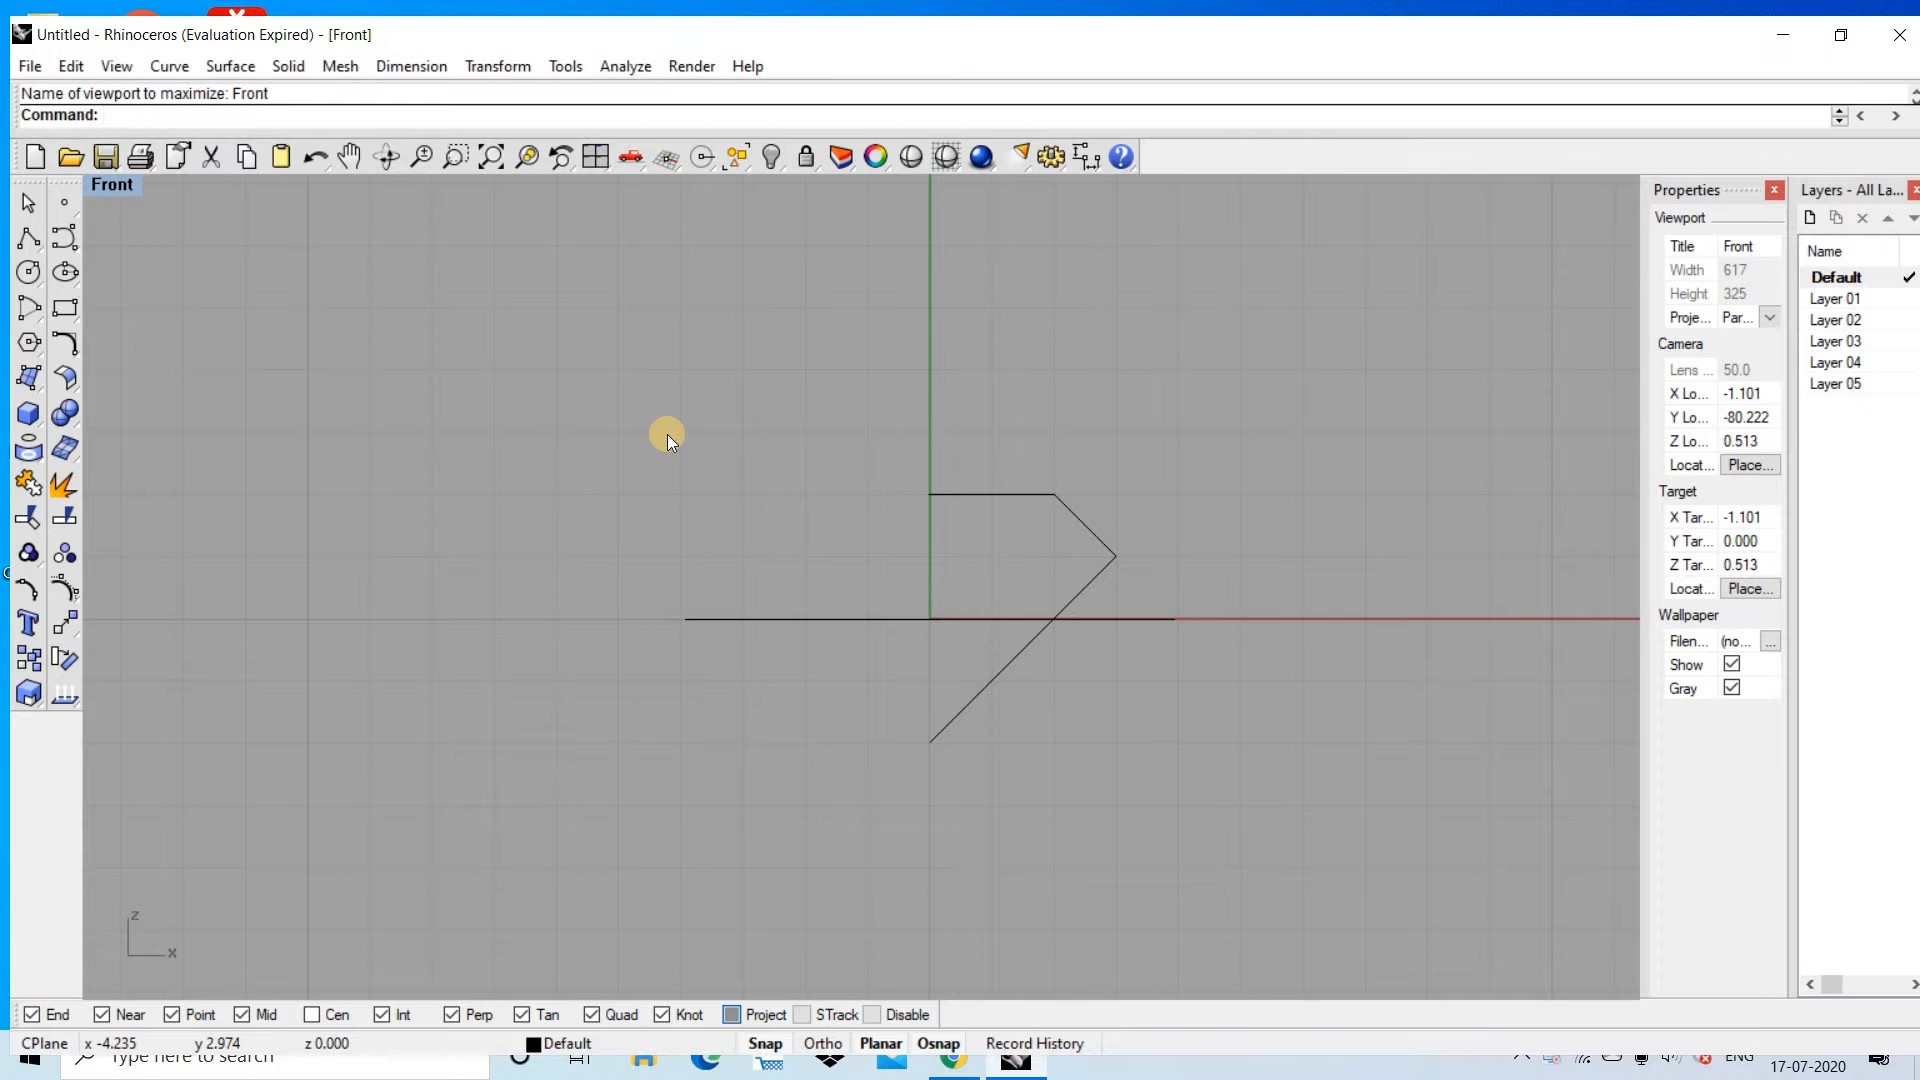 Untitled - Rhinoceros (Evaluation Expired) - [Front]
File Edit View Curve Surface Solid Mesh Dimension Transform Tools Analyze Render Help
Name of viewport to maximize: Front
Command:
Front
Properties
Viewport
Title Front
Width 617
Height 325
Proje... Par...
Camera
Lens ... 50.0
X Lo... -1.101
Y Lo... -80.222
Z Lo... 0.513
Locat... Place...
Target
X Tar... -1.101
Y Tar... 0.000
Z Tar... 0.513
Locat... Place...
Wallpaper
Filen... (no... ...
Show
Gray
Layers - All La...
Name
Default
Layer 01
Layer 02
Layer 03
Layer 04
Layer 05
z
x
End Near Point Mid Cen Int Perp Tan Quad Knot Project STrack Disable
CPlane x -4.235 y 2.974 z 0.000 Default Snap Ortho Planar Osnap Record History
Type here to search
ENG
17-07-2020